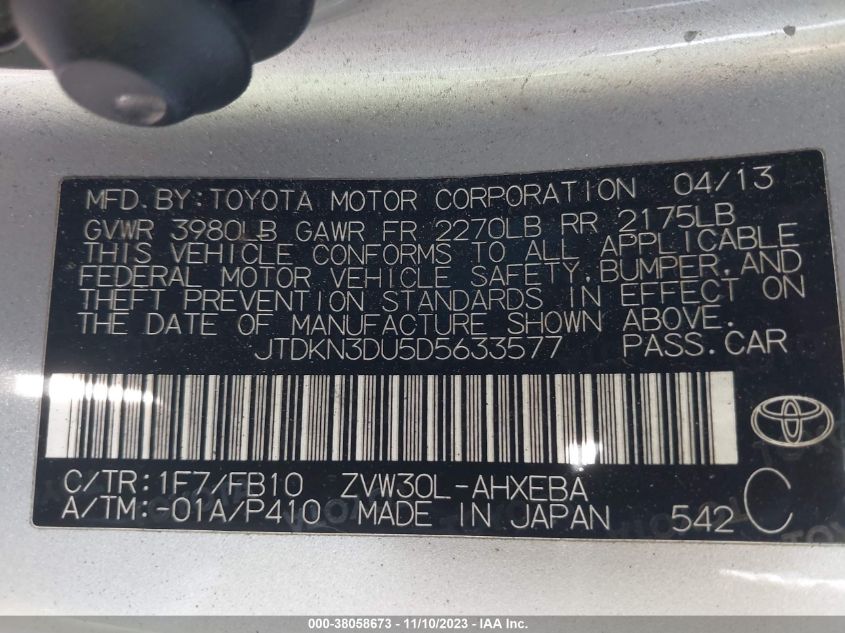 MFD. BY: TOYOTA MOTOR CORPORATION 04/13
GVWR 3980LB GAWR FR 2270LB RR 2175LB
THIS VEHICLE CONFORMS TO ALL APPLICABLE
FEDERAL MOTOR VEHICLE SAFETY, BUMPER, AND
THEFT PREVENTION STANDARDS IN EFFECT ON
THE DATE OF MANUFACTURE SHOWN ABOVE.
JTDKN3DU5D5633577 PASS. CAR
C/TR: 1F7/FB10 ZVW30L-AHXEBA
A/TM: -01A/P410 MADE IN JAPAN 542 C
000-38058673 - 11/10/2023 - IAA Inc.